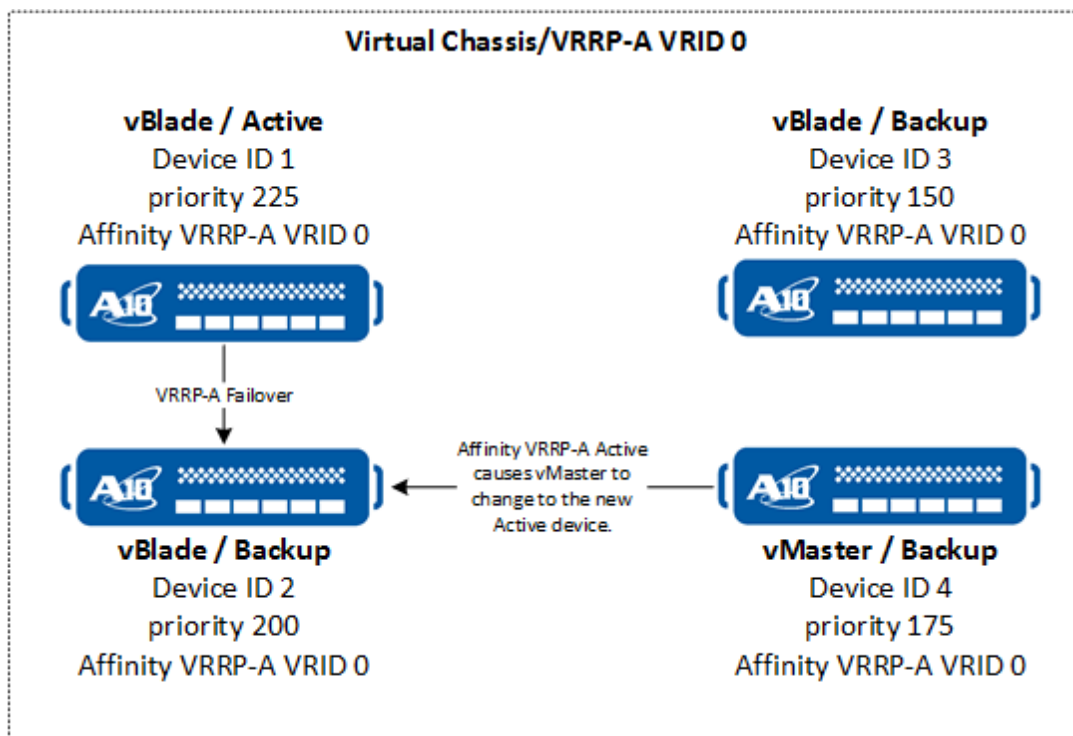 Virtual Chassis/VRRP-A VRID 0
vBlade / Active
Device ID 1
priority 225
Affinity VRRP-A VRID 0
A10
vBlade / Backup
Device ID 3
priority 150
Affinity VRRP-A VRID 0
A10
VRRP-A Failover
A10
vBlade / Backup
Device ID 2
priority 200
Affinity VRRP-A VRID 0
Affinity VRRP-A Active
causes vMaster to
change to the new
Active device.
A10
vMaster / Backup
Device ID 4
priority 175
Affinity VRRP-A VRID 0